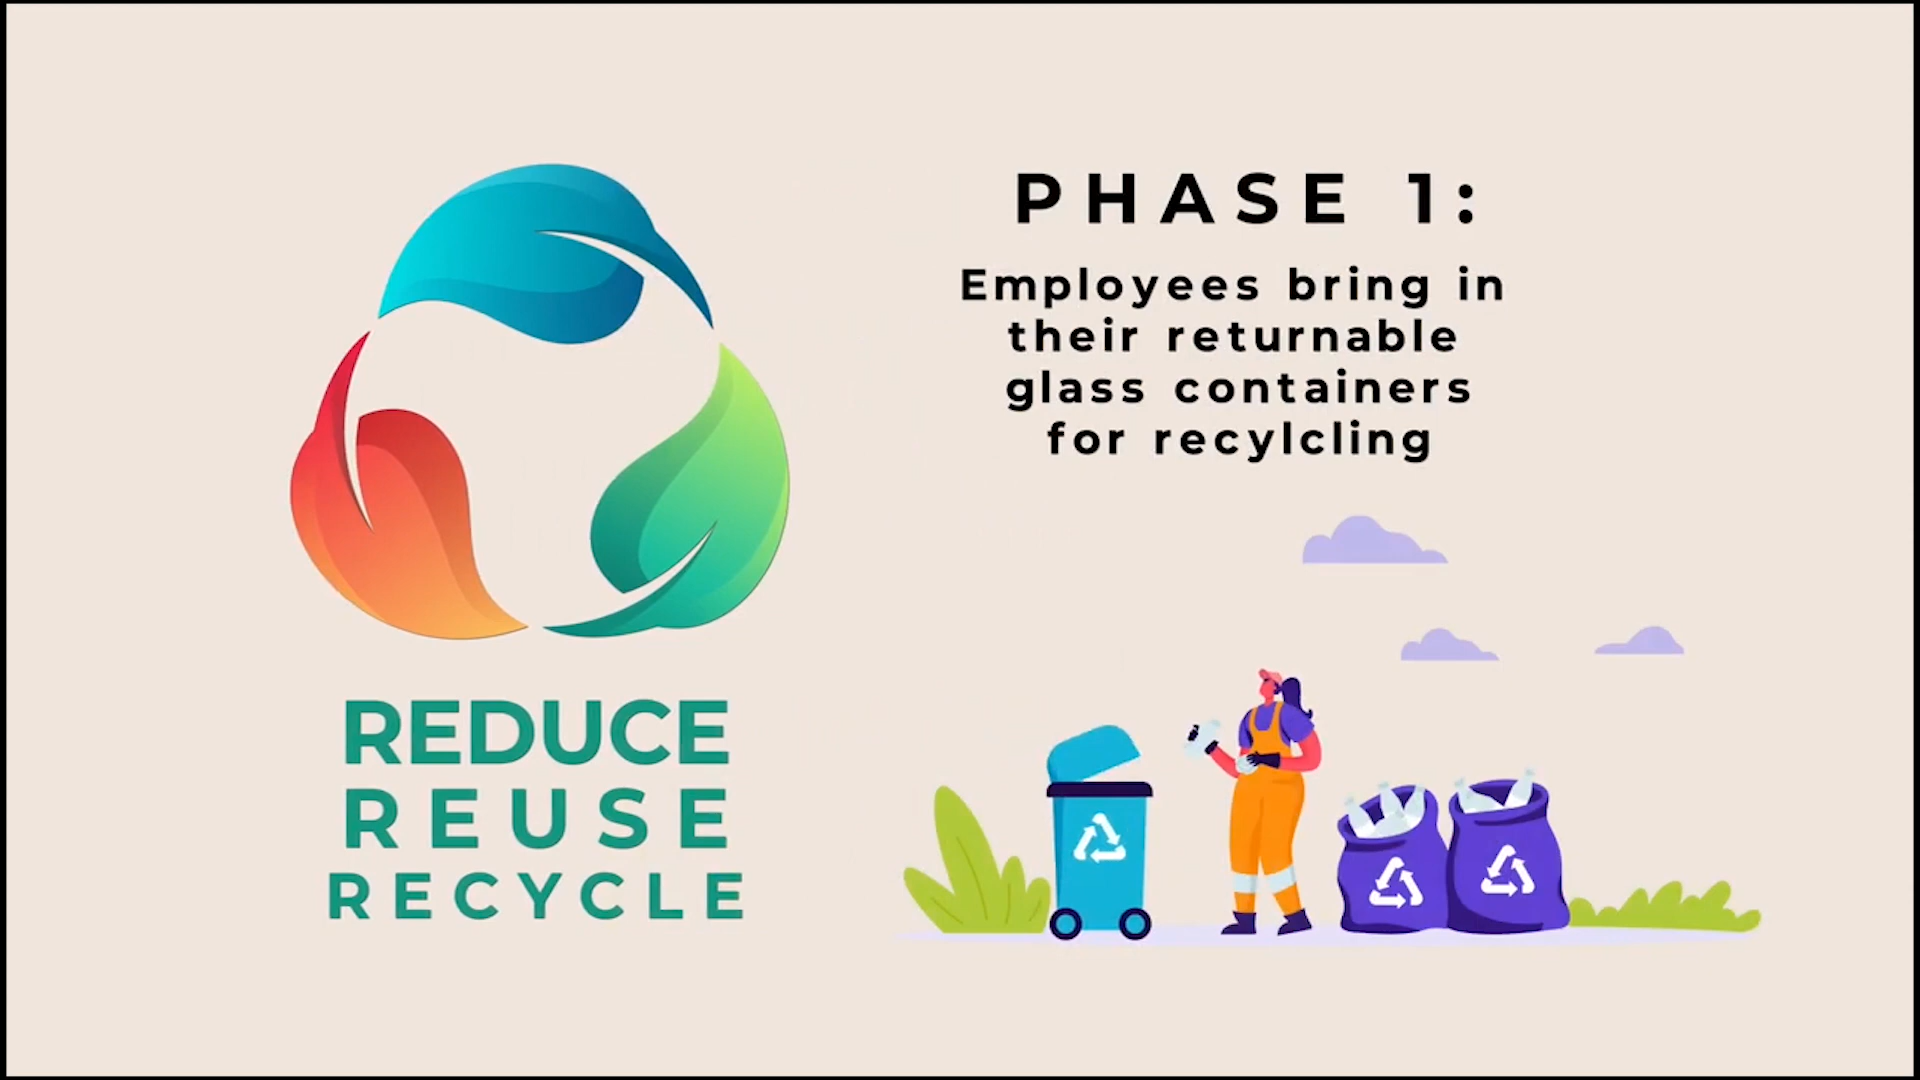 PHASE 1:
Employees bring in
their returnable
glass containers
for recylcling
REDUCE
REUSE
RECYCLE